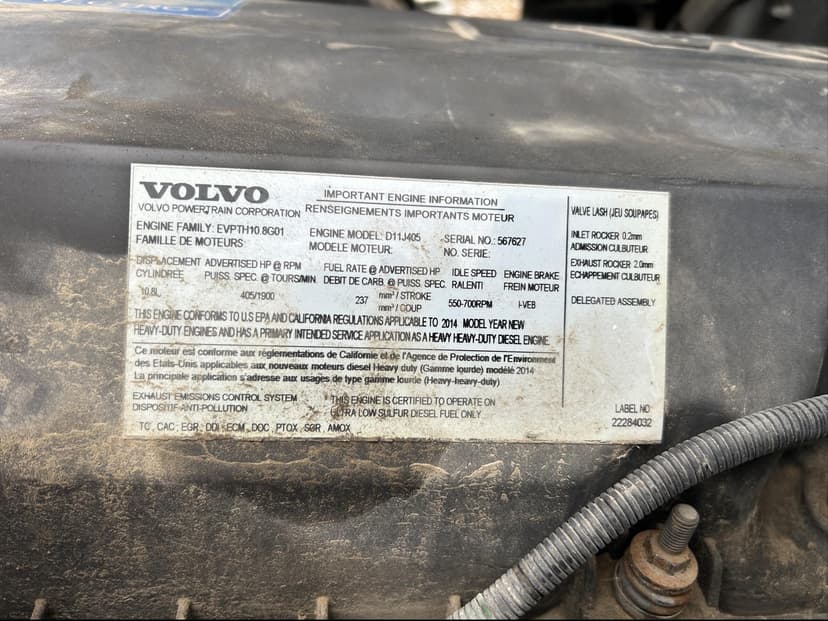 VOLVO
VOLVO POWERTRAIN CORPORATION
IMPORTANT ENGINE INFORMATION
RENSEIGNEMENTS IMPORTANTS MOTEUR
ENGINE FAMILY: EVPTH10.8G01
FAMILLE DE MOTEURS
ENGINE MODEL: D11J405
MODELE MOTEUR:
SERIAL NO.: 567627
NO. SERIE:
DISPLACEMENT
CYLINDRÉE
10.8L
ADVERTISED HP @ RPM
PUISS. SPEC. @ TOURS/MIN.
405/1900
FUEL RATE @ ADVERTISED HP
DEBIT DE CARB. @ PUISS. SPEC.
237 mm³ / STROKE
mm³ / COUP
IDLE SPEED
RALENTI
550-700RPM
ENGINE BRAKE
FREIN MOTEUR
I-VEB
THIS ENGINE CONFORMS TO U.S EPA AND CALIFORNIA REGULATIONS APPLICABLE TO 2014 MODEL YEAR NEW
HEAVY-DUTY ENGINES AND HAS A PRIMARY INTENDED SERVICE APPLICATION AS A HEAVY HEAVY-DUTY DIESEL ENGINE
Ce moteur est conforme aux réglementations de Californie et de l'Agence de Protection de l'Environment
des Etats-Unis applicables aux nouveaux moteurs diesel Heavy duty (Gamme lourde) modélé 2014
La principale application s'adresse aux usages de type gamme lourde (Heavy-heavy-duty)
EXHAUST EMISSIONS CONTROL SYSTEM
DISPOSITIF ANTI-POLLUTION
THIS ENGINE IS CERTIFIED TO OPERATE ON
ULTRA LOW SULFUR DIESEL FUEL ONLY
TC, CAC, EGR, DDI, ECM, DOC, PTOX, SCR, AMOX
VALVE LASH (JEU SOUPAPES)
INLET ROCKER 0.2mm
ADMISSION CULBUTEUR
EXHAUST ROCKER 2.0mm
ECHAPPEMENT CULBUTEUR
DELEGATED ASSEMBLY
LABEL NO
22284032